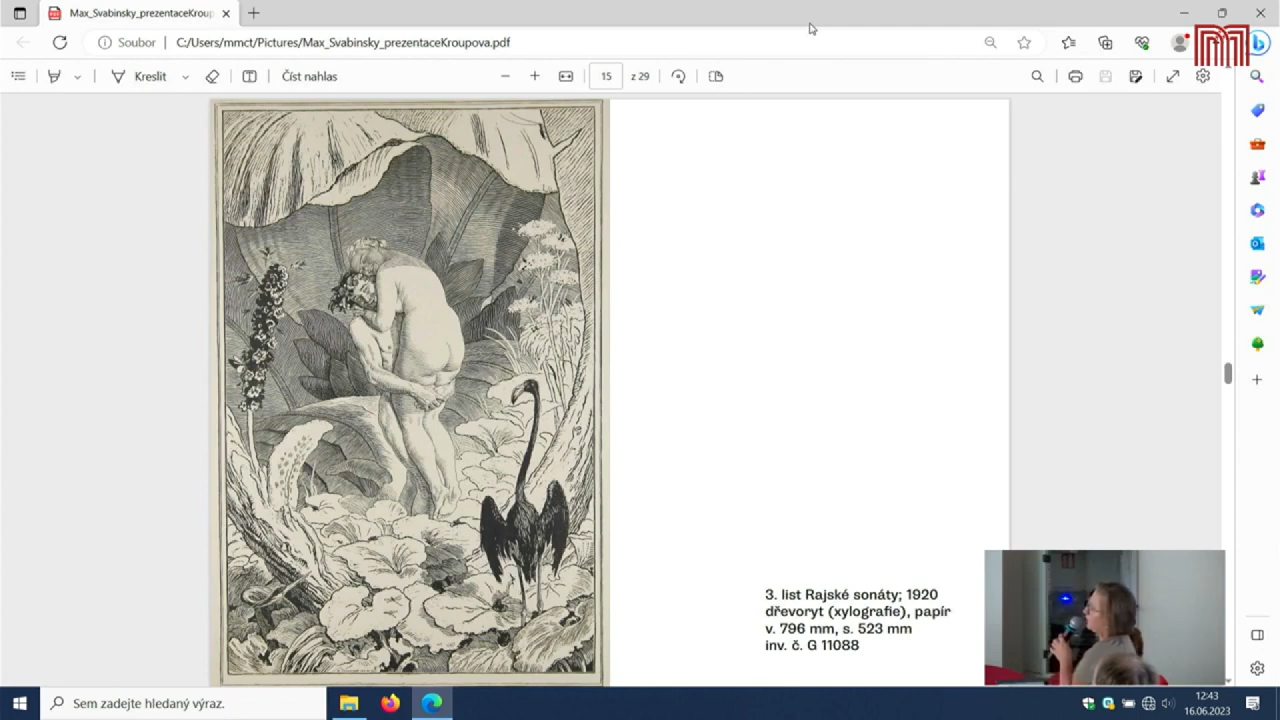 Max_Svabinsky_prezentaceKroup
Soubor
C:/Users/mmct/Pictures/Max_Svabinsky_prezentaceKroupova.pdf
Kreslit
Číst nahlas
15
z 29
3. list Rajské sonáty; 1920
dřevoryt (xylografie), papír
v. 796 mm, s. 523 mm
inv. č. G 11088
Sem zadejte hledaný výraz.
12:43
16.06.2023